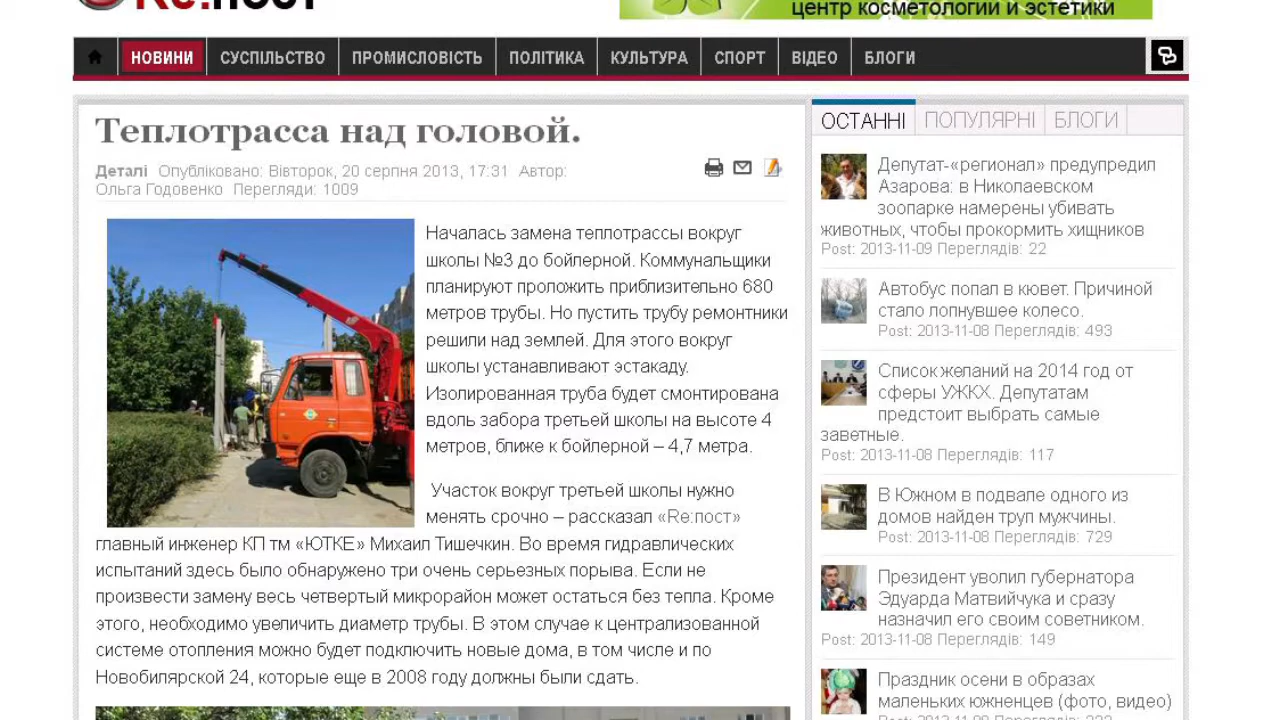 Re:пост
центр косметологии и эстетики
НОВИНИ СУСПІЛЬСТВО ПРОМИСЛОВІСТЬ ПОЛІТИКА КУЛЬТУРА СПОРТ ВІДЕО БЛОГИ
Теплотрасса над головой.
Деталі Опубліковано: Вівторок, 20 серпня 2013, 17:31 Автор:
Ольга Годовенко Перегляди: 1009
Началась замена теплотрассы вокруг
школы №3 до бойлерной. Коммунальщики
планируют проложить приблизительно 680
метров трубы. Но пустить трубу ремонтники
решили над землей. Для этого вокруг
школы устанавливают эстакаду.
Изолированная труба будет смонтирована
вдоль забора третьей школы на высоте 4
метров, ближе к бойлерной – 4,7 метра.
Участок вокруг третьей школы нужно
менять срочно – рассказал «Re:пост»
главный инженер КП тм «ЮТКЕ» Михаил Тишечкин. Во время гидравлических
испытаний здесь было обнаружено три очень серьезных порыва. Если не
произвести замену весь четвертый микрорайон может остаться без тепла. Кроме
этого, необходимо увеличить диаметр трубы. В этом случае к централизованной
системе отопления можно будет подключить новые дома, в том числе и по
Новобилярской 24, которые еще в 2008 году должны были сдать.
ОСТАННІ ПОПУЛЯРНІ БЛОГИ
Депутат-«регионал» предупредил
Азарова: в Николаевском
зоопарке намерены убивать
животных, чтобы прокормить хищников
Post: 2013-11-09 Переглядів: 22
Автобус попал в кювет. Причиной
стало лопнувшее колесо.
Post: 2013-11-08 Переглядів: 493
Список желаний на 2014 год от
сферы УЖКХ. Депутатам
предстоит выбрать самые
заветные.
Post: 2013-11-08 Переглядів: 117
В Южном в подвале одного из
домов найден труп мужчины.
Post: 2013-11-08 Переглядів: 729
Президент уволил губернатора
Эдуарда Матвийчука и сразу
назначил его своим советником.
Post: 2013-11-08 Переглядів: 149
Праздник осени в образах
маленьких южненцев (фото, видео)